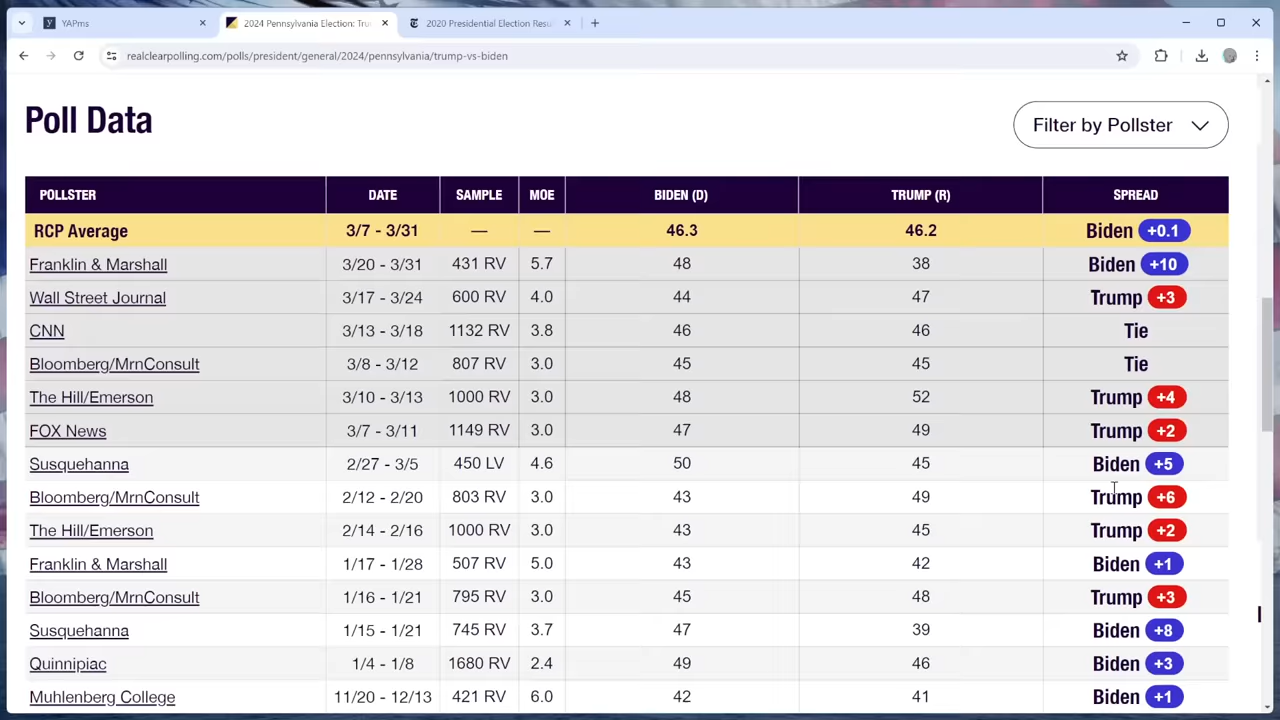 YAPms
2024 Pennsylvania Election: Tru
2020 Presidential Election Resu
realclearpolling.com/polls/president/general/2024/pennsylvania/trump-vs-biden
Poll Data
Filter by Pollster
POLLSTER DATE SAMPLE MOE BIDEN (D) TRUMP (R) SPREAD
RCP Average 3/7 - 3/31 — — 46.3 46.2 Biden +0.1
Franklin & Marshall 3/20 - 3/31 431 RV 5.7 48 38 Biden +10
Wall Street Journal 3/17 - 3/24 600 RV 4.0 44 47 Trump +3
CNN 3/13 - 3/18 1132 RV 3.8 46 46 Tie
Bloomberg/MrnConsult 3/8 - 3/12 807 RV 3.0 45 45 Tie
The Hill/Emerson 3/10 - 3/13 1000 RV 3.0 48 52 Trump +4
FOX News 3/7 - 3/11 1149 RV 3.0 47 49 Trump +2
Susquehanna 2/27 - 3/5 450 LV 4.6 50 45 Biden +5
Bloomberg/MrnConsult 2/12 - 2/20 803 RV 3.0 43 49 Trump +6
The Hill/Emerson 2/14 - 2/16 1000 RV 3.0 43 45 Trump +2
Franklin & Marshall 1/17 - 1/28 507 RV 5.0 43 42 Biden +1
Bloomberg/MrnConsult 1/16 - 1/21 795 RV 3.0 45 48 Trump +3
Susquehanna 1/15 - 1/21 745 RV 3.7 47 39 Biden +8
Quinnipiac 1/4 - 1/8 1680 RV 2.4 49 46 Biden +3
Muhlenberg College 11/20 - 12/13 421 RV 6.0 42 41 Biden +1